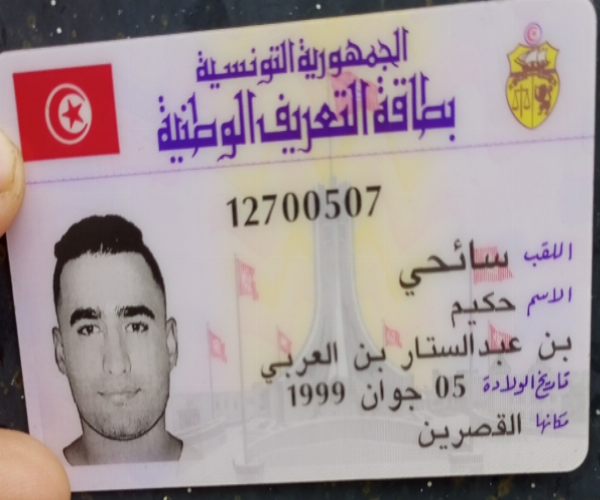 الجمهورية التونسية
بطاقة التعريف الوطنية
12700507
اللقب سائحي
الاسم حكيم
بن عبدالستار بن العربي
تاريخ الولادة 05 جوان 1999
مكانها القصرين